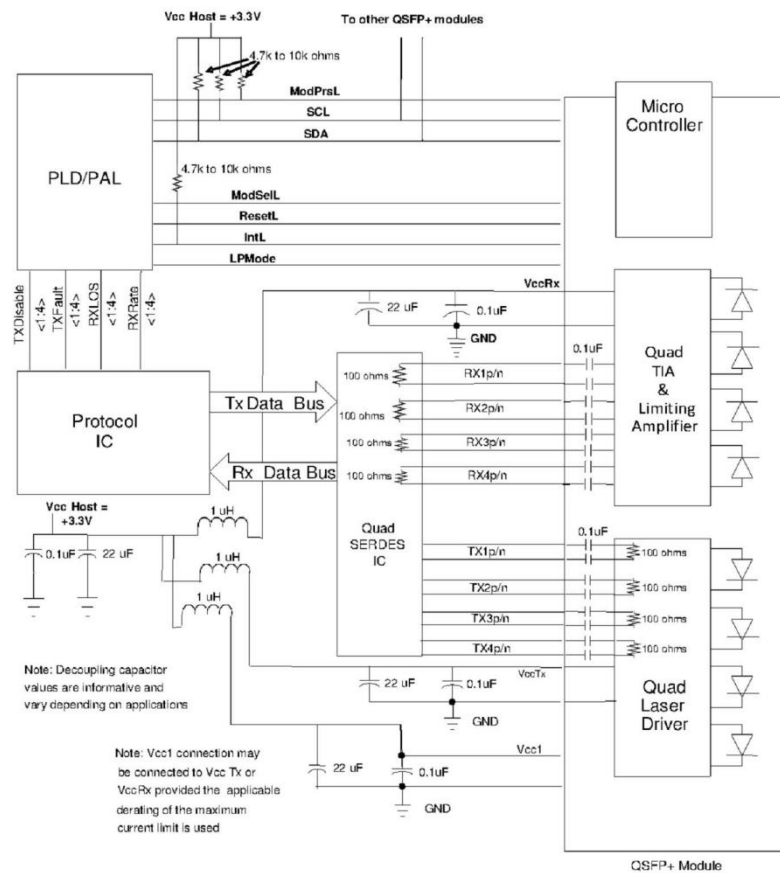 Vcc Host = +3.3V
To other QSFP+ modules
4.7k to 10k ohms
ModPrsL
SCL
SDA
Micro
Controller
PLD/PAL
4.7k to 10k ohms
ModSelL
ResetL
IntL
LPMode
TXDisable
<1:4>
TXFault
<1:4>
RXLOS
<1:4>
RXRate
<1:4>
VccRx
22 uF
0.1uF
GND
Quad
TIA
&
Limiting
Amplifier
0.1uF
100 ohms
RX1p/n
100 ohms
RX2p/n
100 ohms
RX3p/n
100 ohms
RX4p/n
Protocol
IC
Tx Data Bus
Rx Data Bus
Quad
SERDES
IC
Vcc Host =
+3.3V
0.1uF
22 uF
1 uH
1 uH
1 uH
0.1uF
TX1p/n
100 ohms
TX2p/n
100 ohms
TX3p/n
100 ohms
TX4p/n
100 ohms
Quad
Laser
Driver
VccTx
22 uF
0.1uF
GND
Note: Decoupling capacitor
values are informative and
vary depending on applications
Vcc1
22 uF
0.1uF
GND
Note: Vcc1 connection may
be connected to Vcc Tx or
VccRx provided the applicable
derating of the maximum
current limit is used
QSFP+ Module